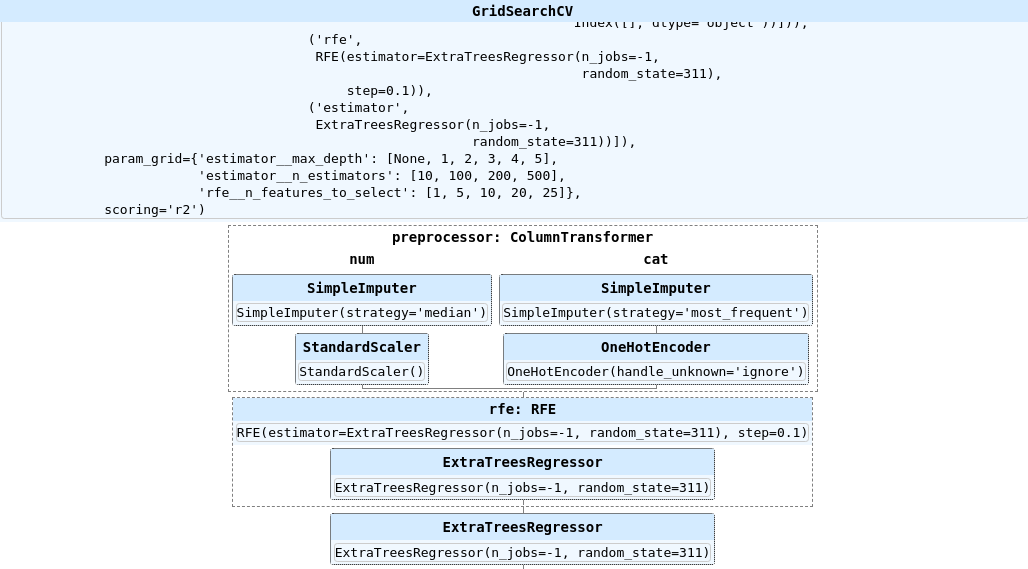 GridSearchCV
Index([], dtype='object'))])),
('rfe',
RFE(estimator=ExtraTreesRegressor(n_jobs=-1,
random_state=311),
step=0.1)),
('estimator',
ExtraTreesRegressor(n_jobs=-1,
random_state=311))]),
param_grid={'estimator__max_depth': [None, 1, 2, 3, 4, 5],
'estimator__n_estimators': [10, 100, 200, 500],
'rfe__n_features_to_select': [1, 5, 10, 20, 25]},
scoring='r2')
preprocessor: ColumnTransformer
num cat
SimpleImputer SimpleImputer
SimpleImputer(strategy='median') SimpleImputer(strategy='most_frequent')
StandardScaler OneHotEncoder
StandardScaler() OneHotEncoder(handle_unknown='ignore')
rfe: RFE
RFE(estimator=ExtraTreesRegressor(n_jobs=-1, random_state=311), step=0.1)
ExtraTreesRegressor
ExtraTreesRegressor(n_jobs=-1, random_state=311)
ExtraTreesRegressor
ExtraTreesRegressor(n_jobs=-1, random_state=311)